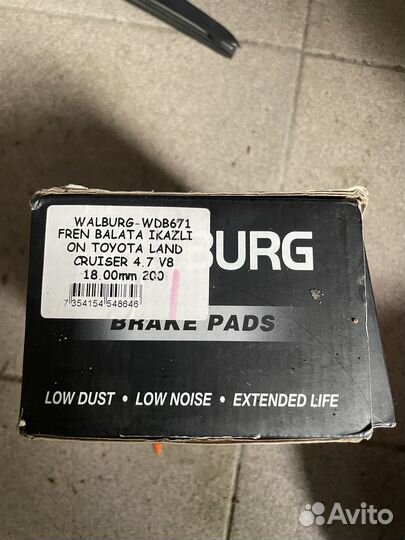 WALBURG-WDB671
FREN BALATA IKAZLI
ON TOYOTA LAND
CRUISER 4.7 V8
18.00mm 200
7 354154 548646
BURG
BRAKE PADS
LOW DUST • LOW NOISE • EXTENDED LIFE
Avito